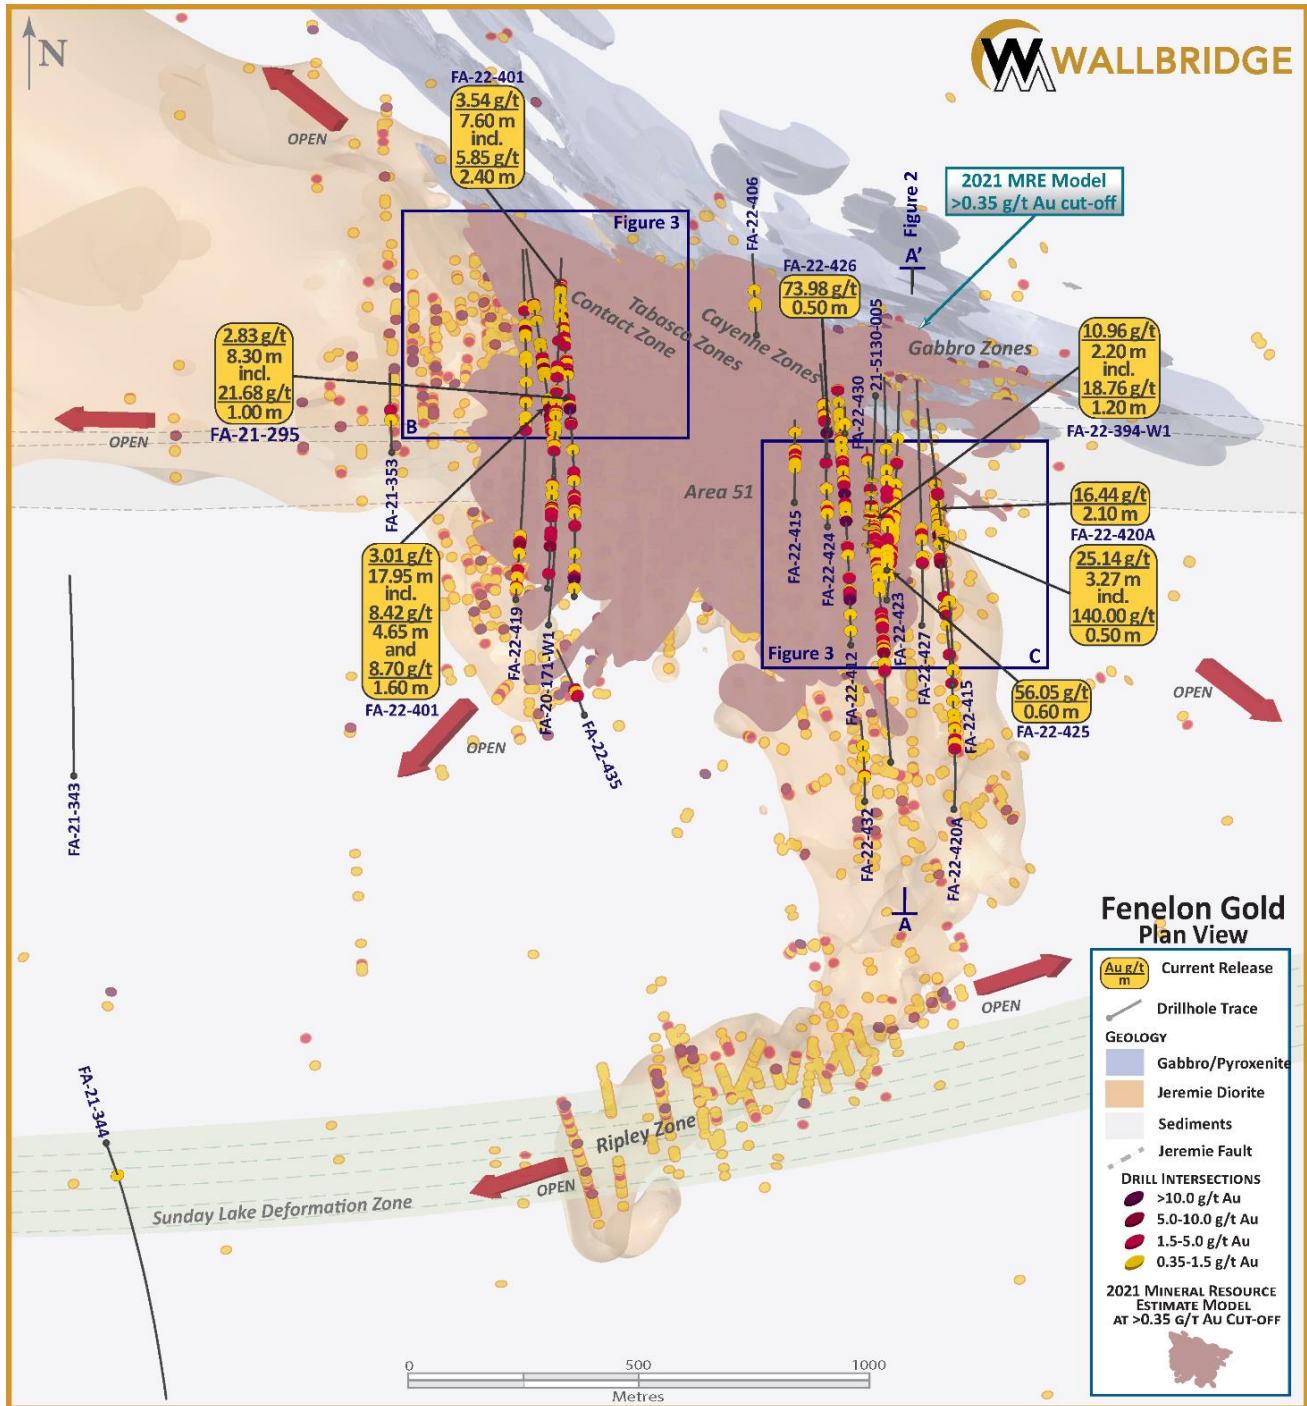 N
WALLBRIDGE
OPEN
FA-22-401
3.54 g/t
7.60 m
incl.
5.85 g/t
2.40 m
FA-22-406
2021 MRE Model
>0.35 g/t Au cut-off
Figure 2
A'
Figure 3
FA-22-426
73.98 g/t
0.50 m
21-5130-005
Contact Zone
Tabasco Zones
Cayenne Zones
Gabbro Zones
10.96 g/t
2.20 m
incl.
18.76 g/t
1.20 m
FA-22-394-W1
2.83 g/t
8.30 m
incl.
21.68 g/t
1.00 m
FA-21-295
OPEN
B
FA-21-353
FA-22-430
Area 51
16.44 g/t
2.10 m
FA-22-420A
FA-22-415
FA-22-424
25.14 g/t
3.27 m
incl.
140.00 g/t
0.50 m
3.01 g/t
17.95 m
incl.
8.42 g/t
4.65 m
and
8.70 g/t
1.60 m
FA-22-401
FA-22-419
FA-20-171-W1
FA-22-435
FA-22-423
FA-22-427
FA-22-412
Figure 3
C
56.05 g/t
0.60 m
FA-22-425
FA-22-415
OPEN
OPEN
FA-21-343
FA-22-432
FA-22-420A
A
OPEN
FA-21-344
Ripley Zone
OPEN
Sunday Lake Deformation Zone
Fenelon Gold
Plan View
Au g/t
m
Current Release
Drillhole Trace
GEOLOGY
Gabbro/Pyroxenite
Jeremie Diorite
Sediments
Jeremie Fault
DRILL INTERSECTIONS
>10.0 g/t Au
5.0-10.0 g/t Au
1.5-5.0 g/t Au
0.35-1.5 g/t Au
2021 MINERAL RESOURCE
ESTIMATE MODEL
AT >0.35 G/T AU CUT-OFF
0 500 1000
Metres